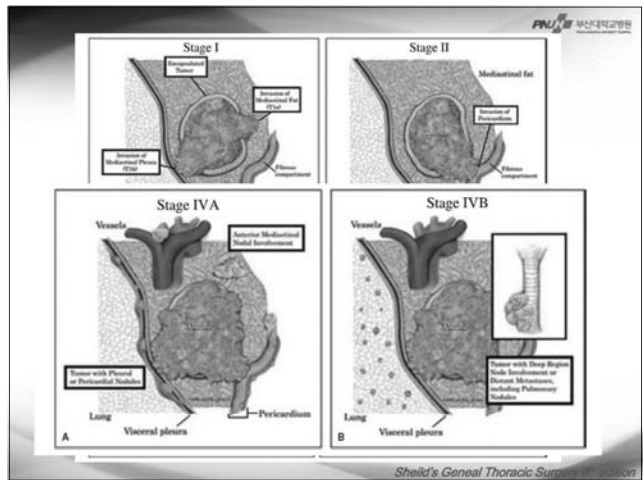 PNUH 부산대학교병원
Stage I
Encapsulated
Tumor
Invasion of
Mediastinal Fat
(T1a)
Invasion of
Mediastinal Pleura
(T1b)
Fibrous
compartment
Stage II
Mediastinal fat
Invasion of
Pericardium
Fibrous
compartment
Stage IVA
Vessels
Anterior Mediastinal
Nodal Involvement
Tumor with Pleural
or Pericardial Nodules
Lung
Pericardium
A
Visceral pleura
Stage IVB
Vessels
Tumor with Deep Region
Node Involvement or
Distant Metastases,
including Pulmonary
Nodules
Lung
B
Visceral pleura
Sheild's Geneal Thoracic Surgery 8th edition